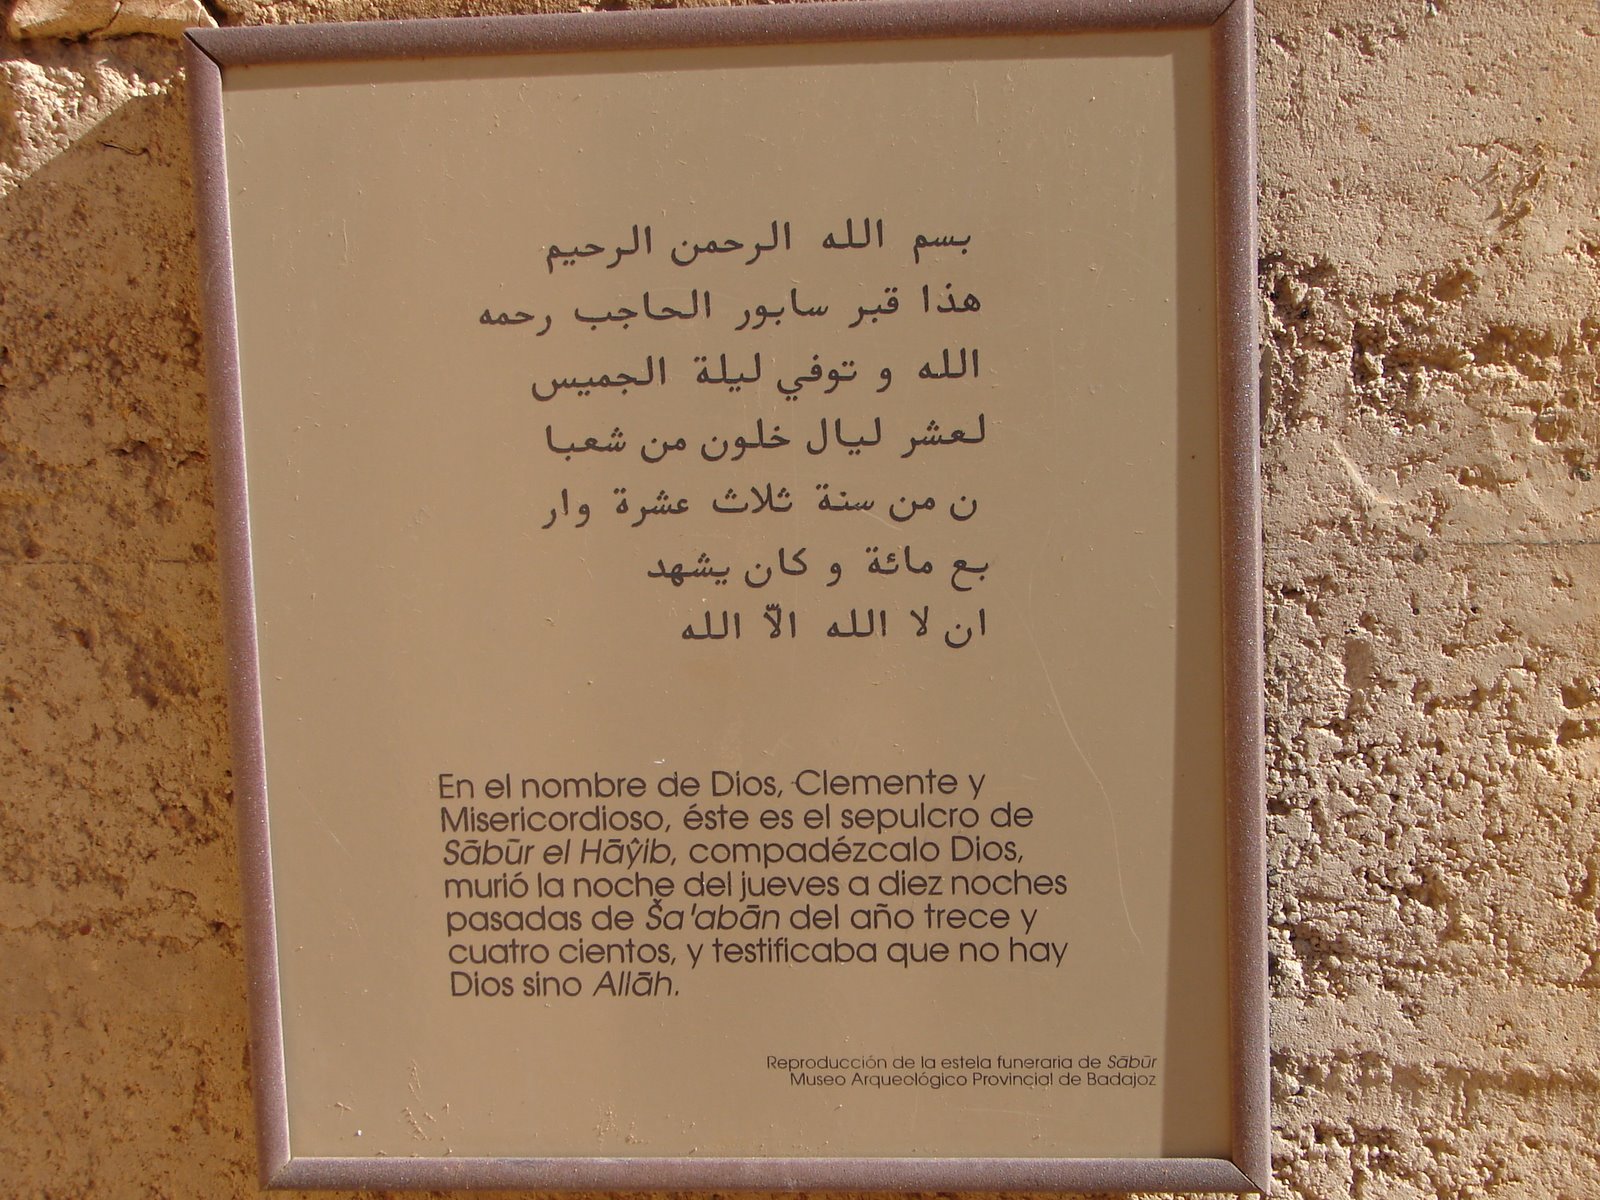 بسم الله الرحمن الرحيم
هذا قبر سابور الحاجب رحمه
الله و توفي ليلة الجميس
لعشر ليال خلون من شعبا
ن من سنة ثلاث عشرة وار
بع مائة و كان يشهد
ان لا الله الاّ الله
En el nombre de Dios, Clemente y
Misericordioso, éste es el sepulcro de
Sābūr el Hāŷib, compadézcalo Dios,
murió la noche del jueves a diez noches
pasadas de Ša'abān del año trece y
cuatro cientos, y testificaba que no hay
Dios sino Allāh.
Reproducción de la estela funeraria de Sābūr
Museo Arqueológico Provincial de Badajoz